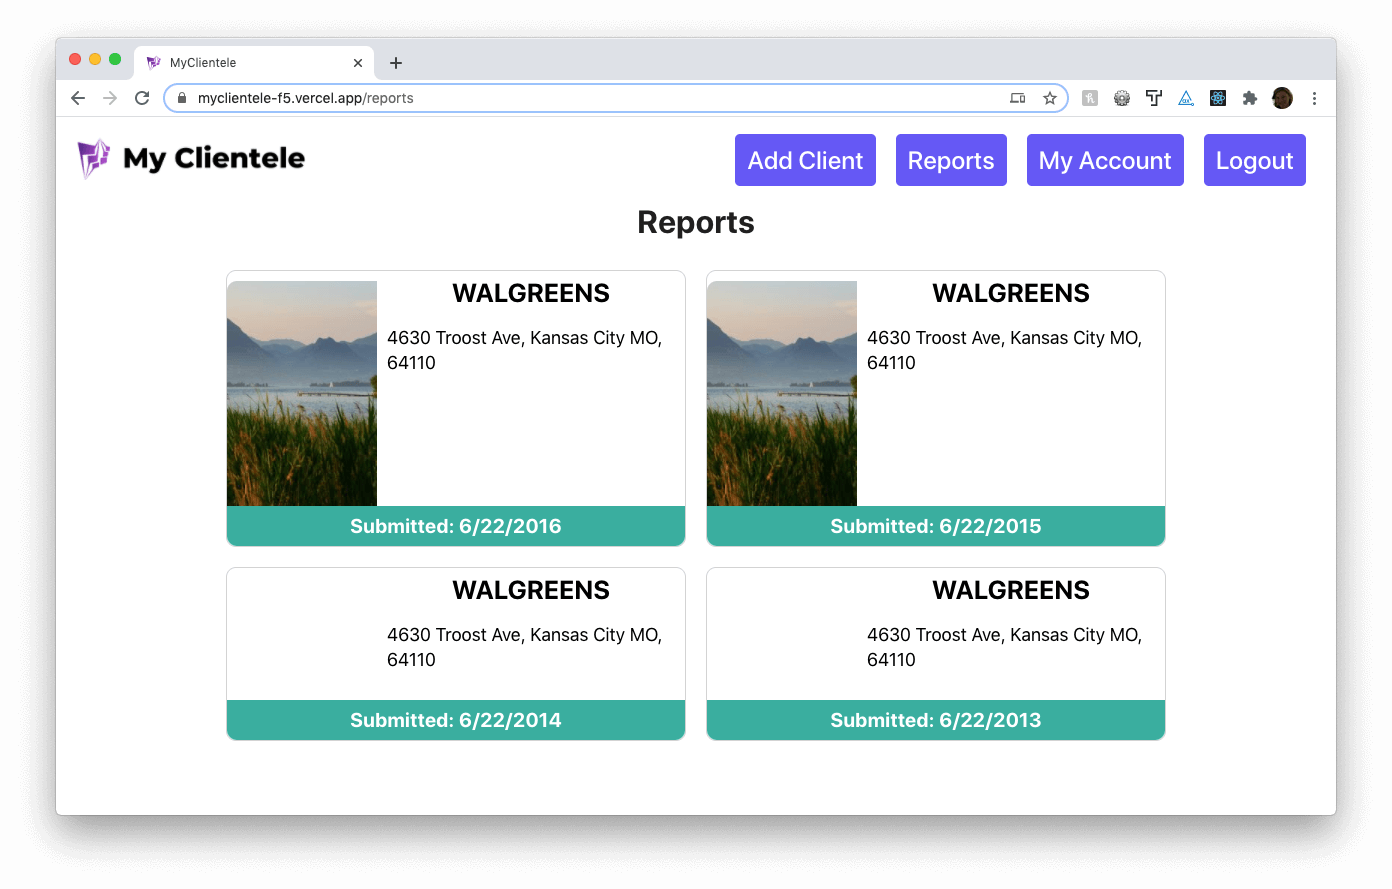 MyClientele
myclientele-f5.vercel.app/reports
My Clientele
Add Client
Reports
My Account
Logout
Reports
WALGREENS
4630 Troost Ave, Kansas City MO,
64110
Submitted: 6/22/2016
WALGREENS
4630 Troost Ave, Kansas City MO,
64110
Submitted: 6/22/2015
WALGREENS
4630 Troost Ave, Kansas City MO,
64110
Submitted: 6/22/2014
WALGREENS
4630 Troost Ave, Kansas City MO,
64110
Submitted: 6/22/2013